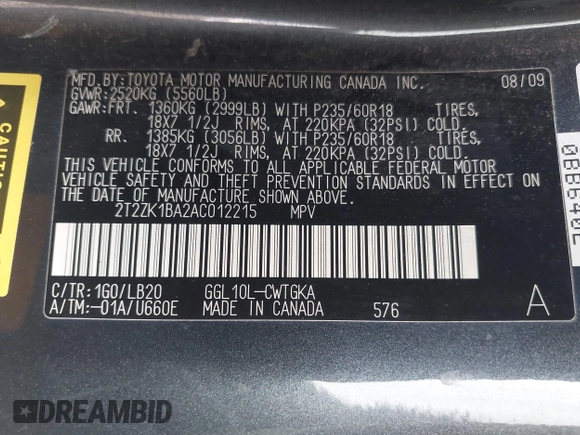 MFD.BY:TOYOTA MOTOR MANUFACTURING CANADA INC. 08/09
GVWR:2520KG (5560LB)
GAWR:FRT. 1360KG (2999LB) WITH P235/60R18 TIRES,
18X7 1/2J RIMS, AT 220KPA (32PSI) COLD
RR. 1385KG (3056LB) WITH P235/60R18 TIRES,
18X7 1/2J RIMS, AT 220KPA (32PSI) COLD
THIS VEHICLE CONFORMS TO ALL APPLICABLE FEDERAL MOTOR
VEHICLE SAFETY AND THEFT PREVENTION STANDARDS IN EFFECT ON
THE DATE OF MANUFACTURE SHOWN ABOVE.
2T2ZK1BA2AC012215 MPV
C/TR:1G0/LB20 GGL10L-CWTGKA
A/TM:-01A/U660E MADE IN CANADA 576 A
CAUTION
0BB640L
DREAMBID